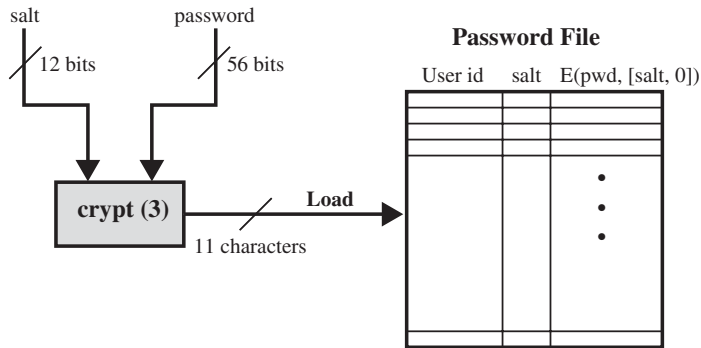 salt
password
12 bits
56 bits
Password File
User id
salt
E(pwd, [salt, 0])
crypt (3)
Load
11 characters